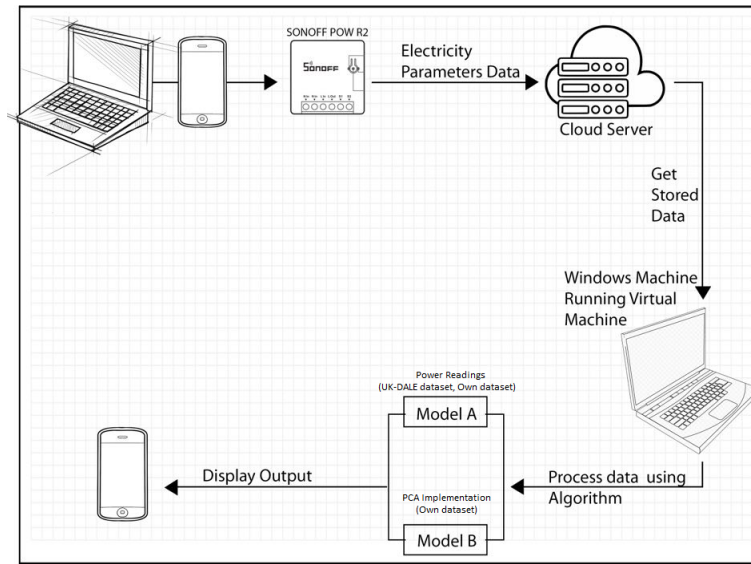 SONOFF POW R2
SONOFF
Electricity
Parameters Data
Cloud Server
Get
Stored
Data
Windows Machine
Running Virtual
Machine
Power Readings
(UK-DALE dataset, Own dataset)
Model A
Display Output
PCA Implementation
(Own dataset)
Process data using
Algorithm
Model B